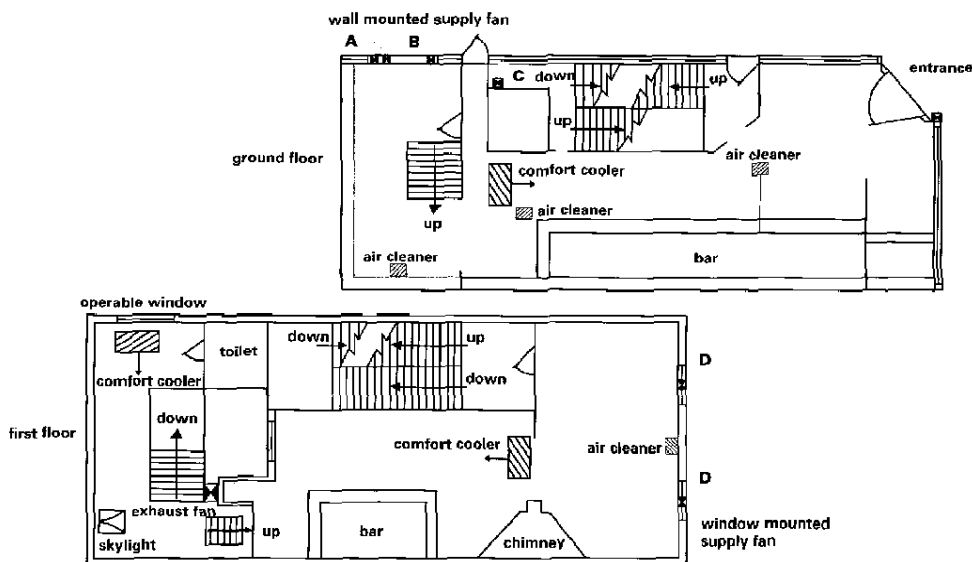 wall mounted supply fan
A B
C down up
entrance
up
ground floor
air cleaner
comfort cooler
up
air cleaner
air cleaner
bar
operable window
down up
toilet
D
comfort cooler
down
down
first floor
comfort cooler
air cleaner
D
exhaust fan
up
bar
window mounted
supply fan
skylight
chimney